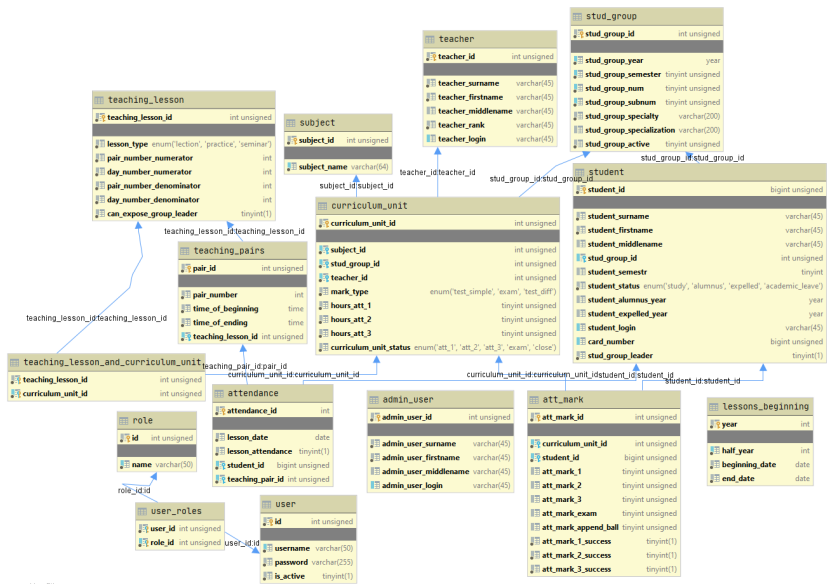 stud_group
stud_group_id int unsigned
stud_group_year year
stud_group_semester tinyint unsigned
stud_group_num tinyint unsigned
stud_group_subnum tinyint unsigned
stud_group_specialty varchar(200)
stud_group_specialization varchar(200)
stud_group_active tinyint unsigned
teacher
teacher_id int unsigned
teacher_surname varchar(45)
teacher_firstname varchar(45)
teacher_middlename varchar(45)
teacher_rank varchar(45)
teacher_login varchar(45)
teaching_lesson
teaching_lesson_id int unsigned
lesson_type enum('lection', 'practice', 'seminar')
pair_number_numerator int
day_number_numerator int
pair_number_denominator int
day_number_denominator int
can_expose_group_leader tinyint(1)
subject
subject_id int unsigned
subject_name varchar(64)
stud_group_id:stud_group_id
teacher_id:teacher_id
stud_group_id:stud_group_id
subject_id:subject_id
student
student_id bigint unsigned
student_surname varchar(45)
student_firstname varchar(45)
student_middlename varchar(45)
stud_group_id int unsigned
student_semestr tinyint
student_status enum('study', 'alumnus', 'expelled', 'academic_leave')
student_alumnus_year year
student_expelled_year year
student_login varchar(45)
card_number bigint unsigned
stud_group_leader tinyint(1)
curriculum_unit
curriculum_unit_id int unsigned
subject_id int unsigned
stud_group_id int unsigned
teacher_id int unsigned
mark_type enum('test_simple', 'exam', 'test_diff')
hours_att_1 tinyint unsigned
hours_att_2 tinyint unsigned
hours_att_3 tinyint unsigned
curriculum_unit_status enum('att_1', 'att_2', 'att_3', 'exam', 'close')
teaching_lesson_id:teaching_lesson_id
teaching_pairs
pair_id int unsigned
pair_number int
time_of_beginning time
time_of_ending time
teaching_lesson_id int unsigned
teaching_lesson_id:teaching_lesson_id
teaching_lesson_and_curriculum_unit
teaching_lesson_id int unsigned
curriculum_unit_id int unsigned
teaching_pair_id:pair_id
curriculum_unit_id:curriculum_unit_id
curriculum_unit_id:curriculum_unit_id
student_id:student_id
student_id:student_id
attendance
attendance_id int
lesson_date date
lesson_attendance tinyint(1)
student_id bigint unsigned
teaching_pair_id int unsigned
admin_user
admin_user_id int unsigned
admin_user_surname varchar(45)
admin_user_firstname varchar(45)
admin_user_middlename varchar(45)
admin_user_login varchar(45)
att_mark
att_mark_id int unsigned
curriculum_unit_id int unsigned
student_id bigint unsigned
att_mark_1 tinyint unsigned
att_mark_2 tinyint unsigned
att_mark_3 tinyint unsigned
att_mark_exam tinyint unsigned
att_mark_append_ball tinyint unsigned
att_mark_1_success tinyint(1)
att_mark_2_success tinyint(1)
att_mark_3_success tinyint(1)
lessons_beginning
year int
half_year int
beginning_date date
end_date date
role
id int unsigned
name varchar(50)
role_id:id
user_roles
user_id int unsigned
role_id int unsigned
user_id:id
user
id int unsigned
username varchar(50)
password varchar(255)
is_active tinyint(1)